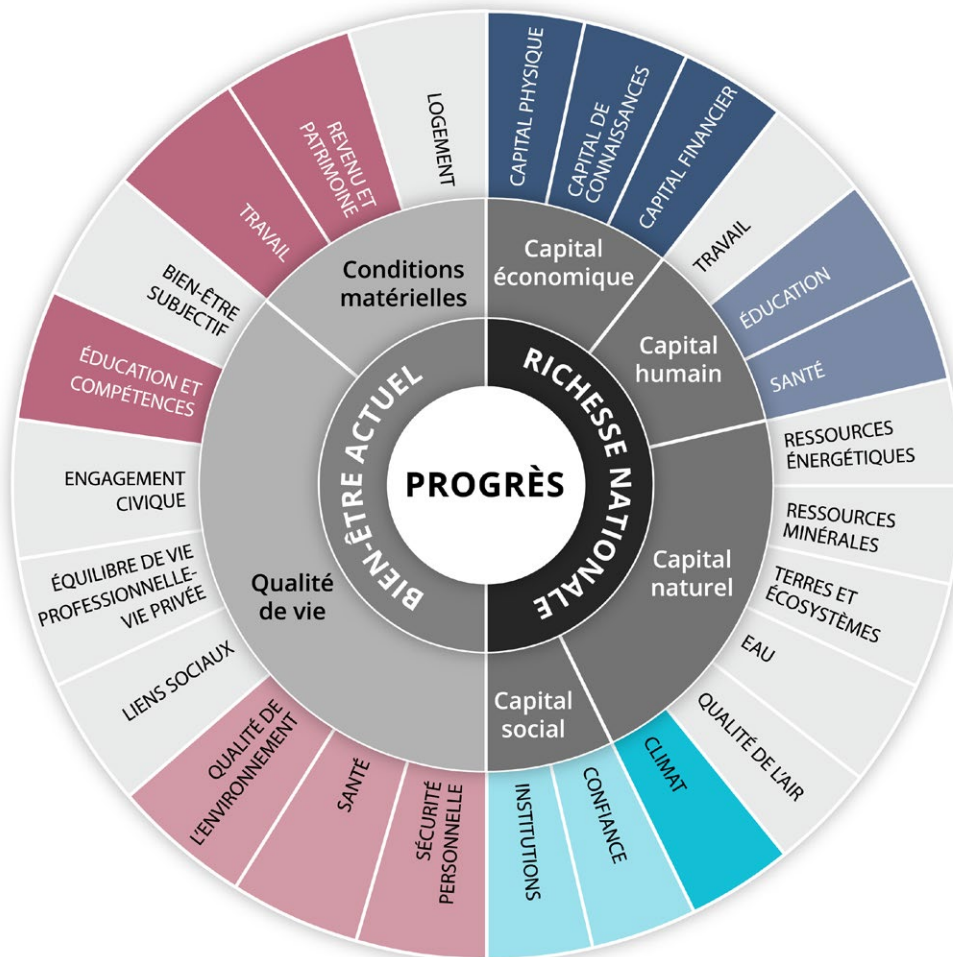 PROGRÈS
BIEN-ÊTRE ACTUEL
RICHESSE NATIONALE
Conditions
matérielles
Qualité
de vie
Capital
économique
Capital
humain
Capital
naturel
Capital
social
CAPITAL PHYSIQUE
CAPITAL DE
CONNAISSANCES
CAPITAL FINANCIER
TRAVAIL
ÉDUCATION
SANTÉ
RESSOURCES
ÉNERGÉTIQUES
RESSOURCES
MINÉRALES
TERRES ET
ÉCOSYSTÈMES
EAU
QUALITÉ DE L'AIR
CLIMAT
CONFIANCE
INSTITUTIONS
SÉCURITÉ
PERSONNELLE
SANTÉ
QUALITÉ DE
L'ENVIRONNEMENT
LIENS SOCIAUX
ÉQUILIBRE DE VIE
PROFESSIONNELLE-
VIE PRIVÉE
ENGAGEMENT
CIVIQUE
ÉDUCATION ET
COMPÉTENCES
BIEN-ÊTRE
SUBJECTIF
TRAVAIL
REVENU ET
PATRIMOINE
LOGEMENT